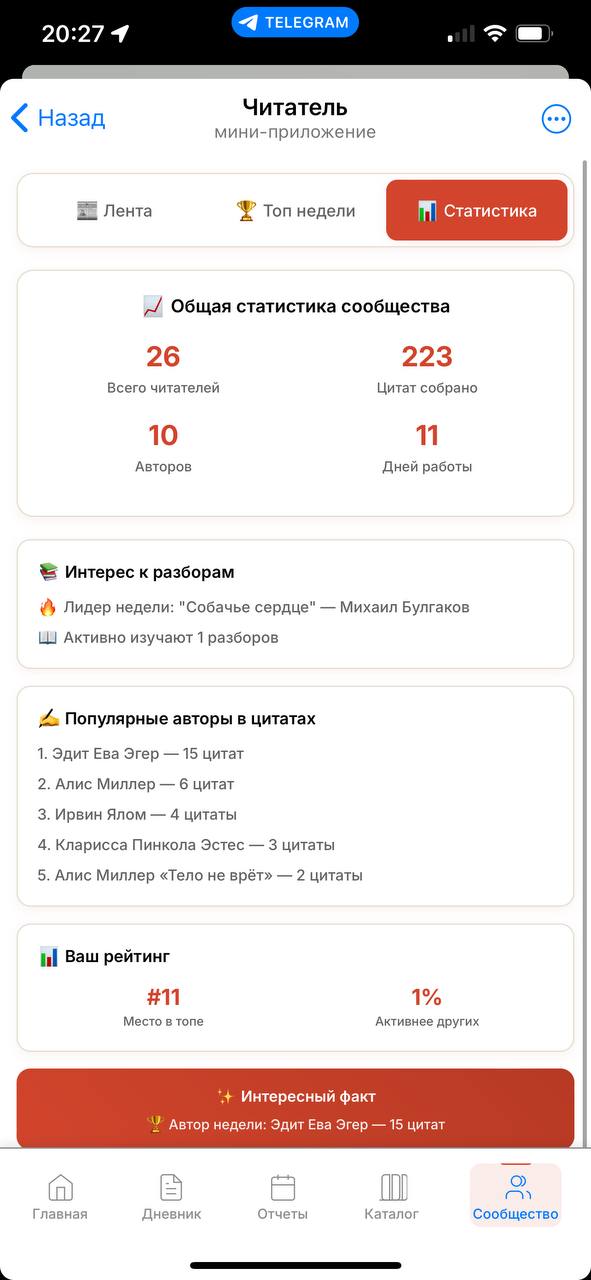 20:27
TELEGRAM
Назад
Читатель
мини-приложение
📰 Лента
🏆 Топ недели
📊 Статистика
📈 Общая статистика сообщества
26
223
Всего читателей
Цитат собрано
10
11
Авторов
Дней работы
📚 Интерес к разборам
🔥 Лидер недели: "Собачье сердце" — Михаил Булгаков
📖 Активно изучают 1 разборов
✍️ Популярные авторы в цитатах
1. Эдит Ева Эгер — 15 цитат
2. Алис Миллер — 6 цитат
3. Ирвин Ялом — 4 цитаты
4. Кларисса Пинкола Эстес — 3 цитаты
5. Алис Миллер «Тело не врёт» — 2 цитаты
📊 Ваш рейтинг
#11
1%
Место в топе
Активнее других
✨ Интересный факт
🏆 Автор недели: Эдит Ева Эгер — 15 цитат
Главная
Дневник
Отчеты
Каталог
Сообщество